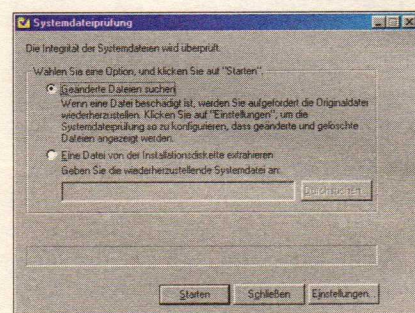 Systemdateiprüfung
Die Integrität der Systemdateien wird überprüft.
Wählen Sie eine Option, und klicken Sie auf "Starten".
Geänderte Dateien suchen
Wenn eine Datei beschädigt ist, werden Sie aufgefordert die Originaldatei
wiederherzustellen. Klicken Sie auf "Einstellungen", um die
Systemdateiprüfung so zu konfigurieren, dass geänderte und gelöschte
Dateien angezeigt werden.
Eine Datei von der Installationsdiskette extrahieren
Geben Sie die wiederherzustellende Systemdatei an:
Durchsuchen...
Starten
Schließen
Einstellungen...